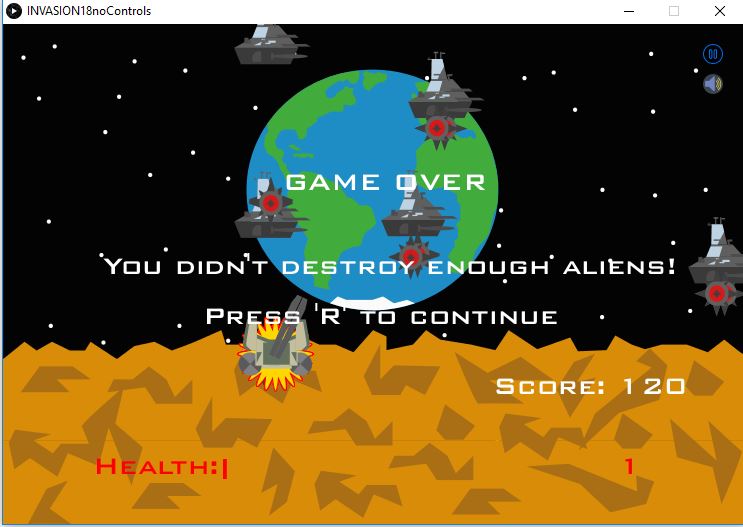 INVASION18noControls
GAME OVER
You didn't destroy enough aliens!
Press 'R' to continue
Score: 120
Health: 1